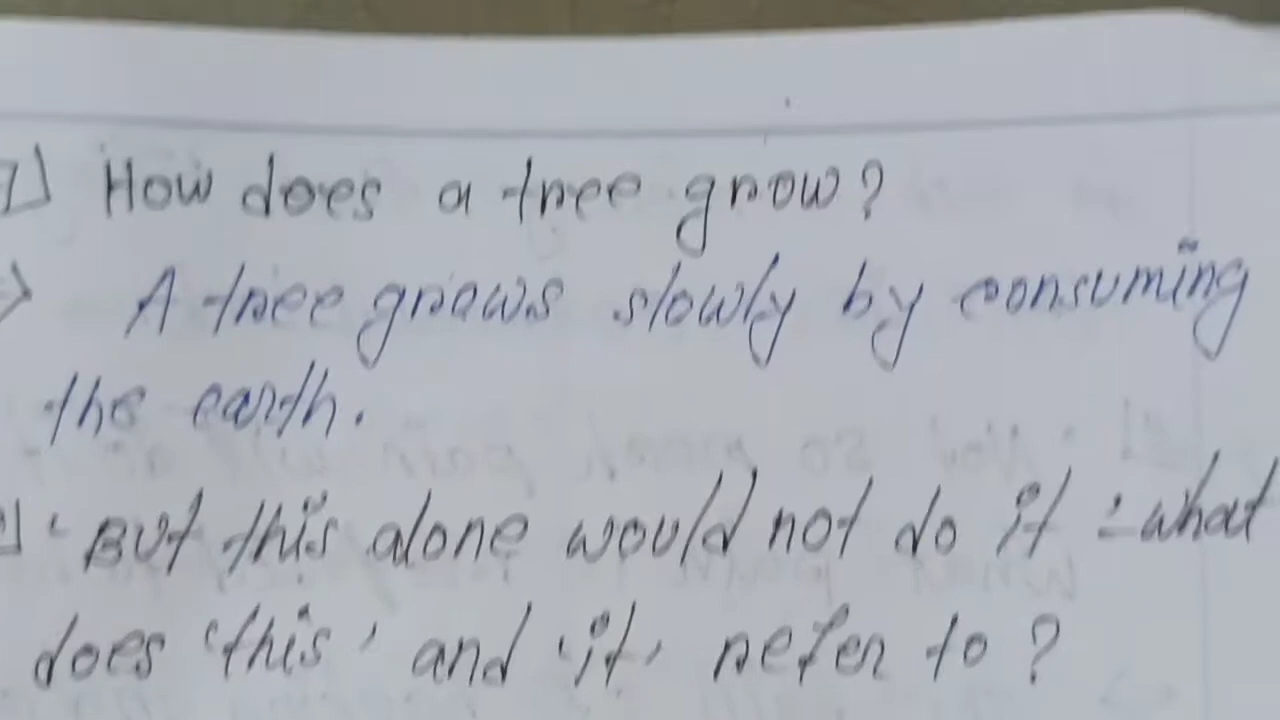 7] How does a tree grow?
A tree grows slowly by consuming
the earth.
] 'But this alone would not do it'-what
does 'this' and 'it' refer to?